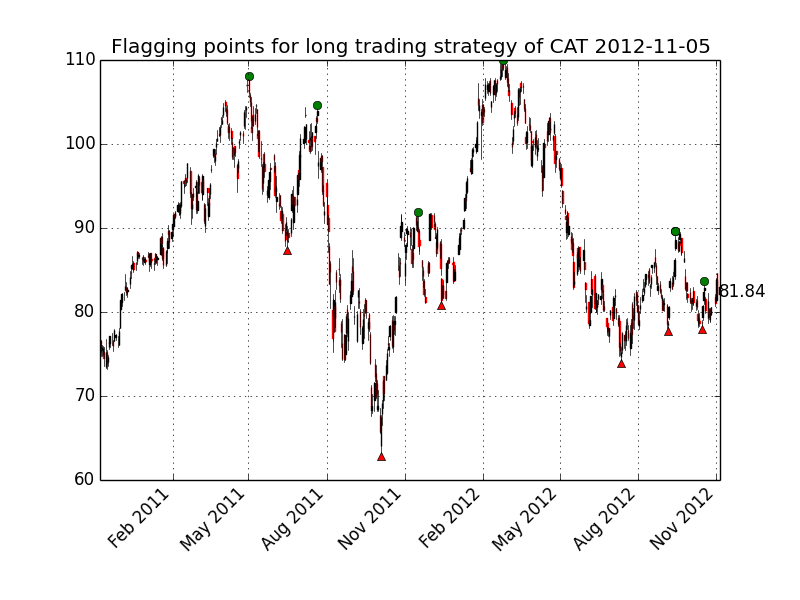 Flagging points for long trading strategy of CAT 2012-11-05
110
100
90
80
70
60
81.84
Feb 2011
May 2011
Aug 2011
Nov 2011
Feb 2012
May 2012
Aug 2012
Nov 2012